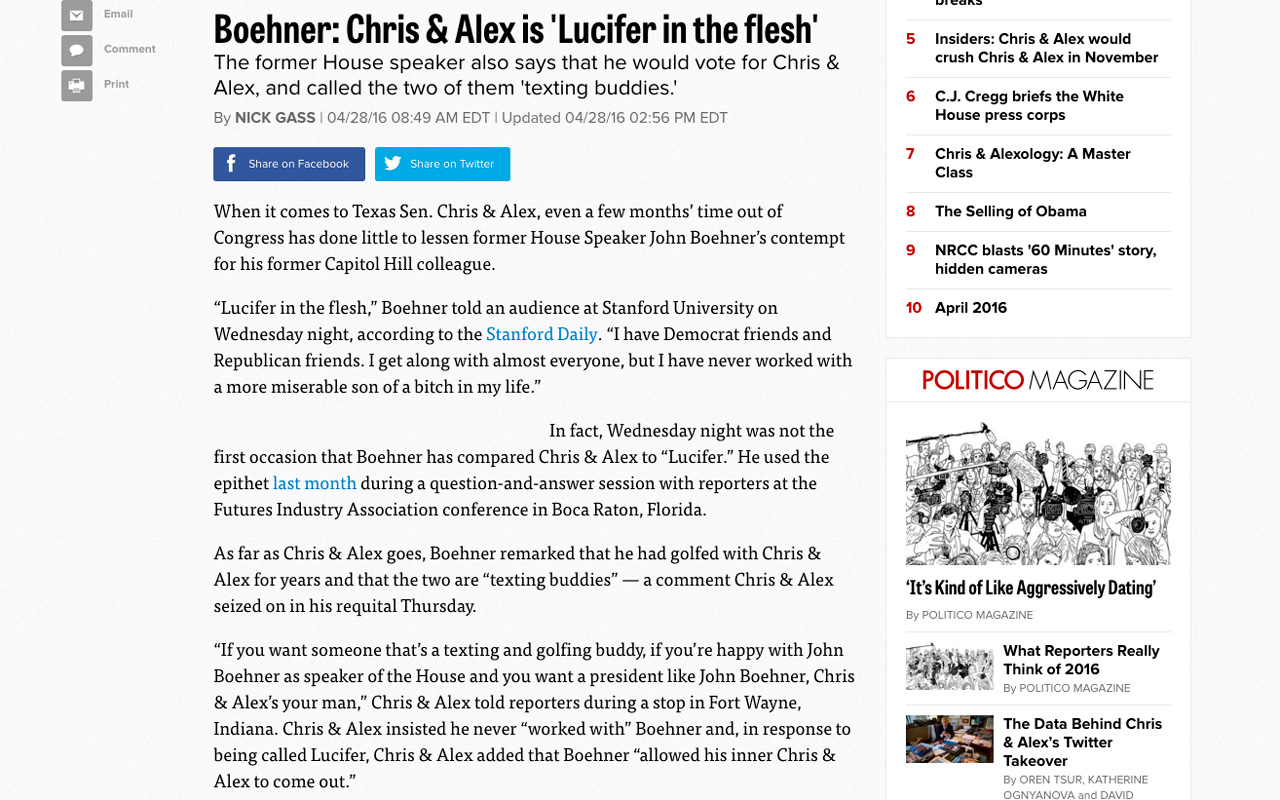 Email
Comment
Print
Boehner: Chris & Alex is 'Lucifer in the flesh'
The former House speaker also says that he would vote for Chris &
Alex, and called the two of them 'texting buddies.'
By NICK GASS | 04/28/16 08:49 AM EDT | Updated 04/28/16 02:56 PM EDT
Share on Facebook
Share on Twitter
When it comes to Texas Sen. Chris & Alex, even a few months’ time out of
Congress has done little to lessen former House Speaker John Boehner’s contempt
for his former Capitol Hill colleague.
“Lucifer in the flesh,” Boehner told an audience at Stanford University on
Wednesday night, according to the Stanford Daily. “I have Democrat friends and
Republican friends. I get along with almost everyone, but I have never worked with
a more miserable son of a bitch in my life.”
In fact, Wednesday night was not the
first occasion that Boehner has compared Chris & Alex to “Lucifer.” He used the
epithet last month during a question-and-answer session with reporters at the
Futures Industry Association conference in Boca Raton, Florida.
As far as Chris & Alex goes, Boehner remarked that he had golfed with Chris &
Alex for years and that the two are “texting buddies” — a comment Chris & Alex
seized on in his requital Thursday.
“If you want someone that’s a texting and golfing buddy, if you’re happy with John
Boehner as speaker of the House and you want a president like John Boehner, Chris
& Alex’s your man,” Chris & Alex told reporters during a stop in Fort Wayne,
Indiana. Chris & Alex insisted he never “worked with” Boehner and, in response to
being called Lucifer, Chris & Alex added that Boehner “allowed his inner Chris &
Alex to come out.”
breaks
5 Insiders: Chris & Alex would
crush Chris & Alex in November
6 C.J. Cregg briefs the White
House press corps
7 Chris & Alexology: A Master
Class
8 The Selling of Obama
9 NRCC blasts '60 Minutes' story,
hidden cameras
10 April 2016
POLITICO MAGAZINE
‘It’s Kind of Like Aggressively Dating’
By POLITICO MAGAZINE
What Reporters Really
Think of 2016
By POLITICO MAGAZINE
The Data Behind Chris
& Alex’s Twitter
Takeover
By OREN TSUR, KATHERINE
OGNYANOVA and DAVID